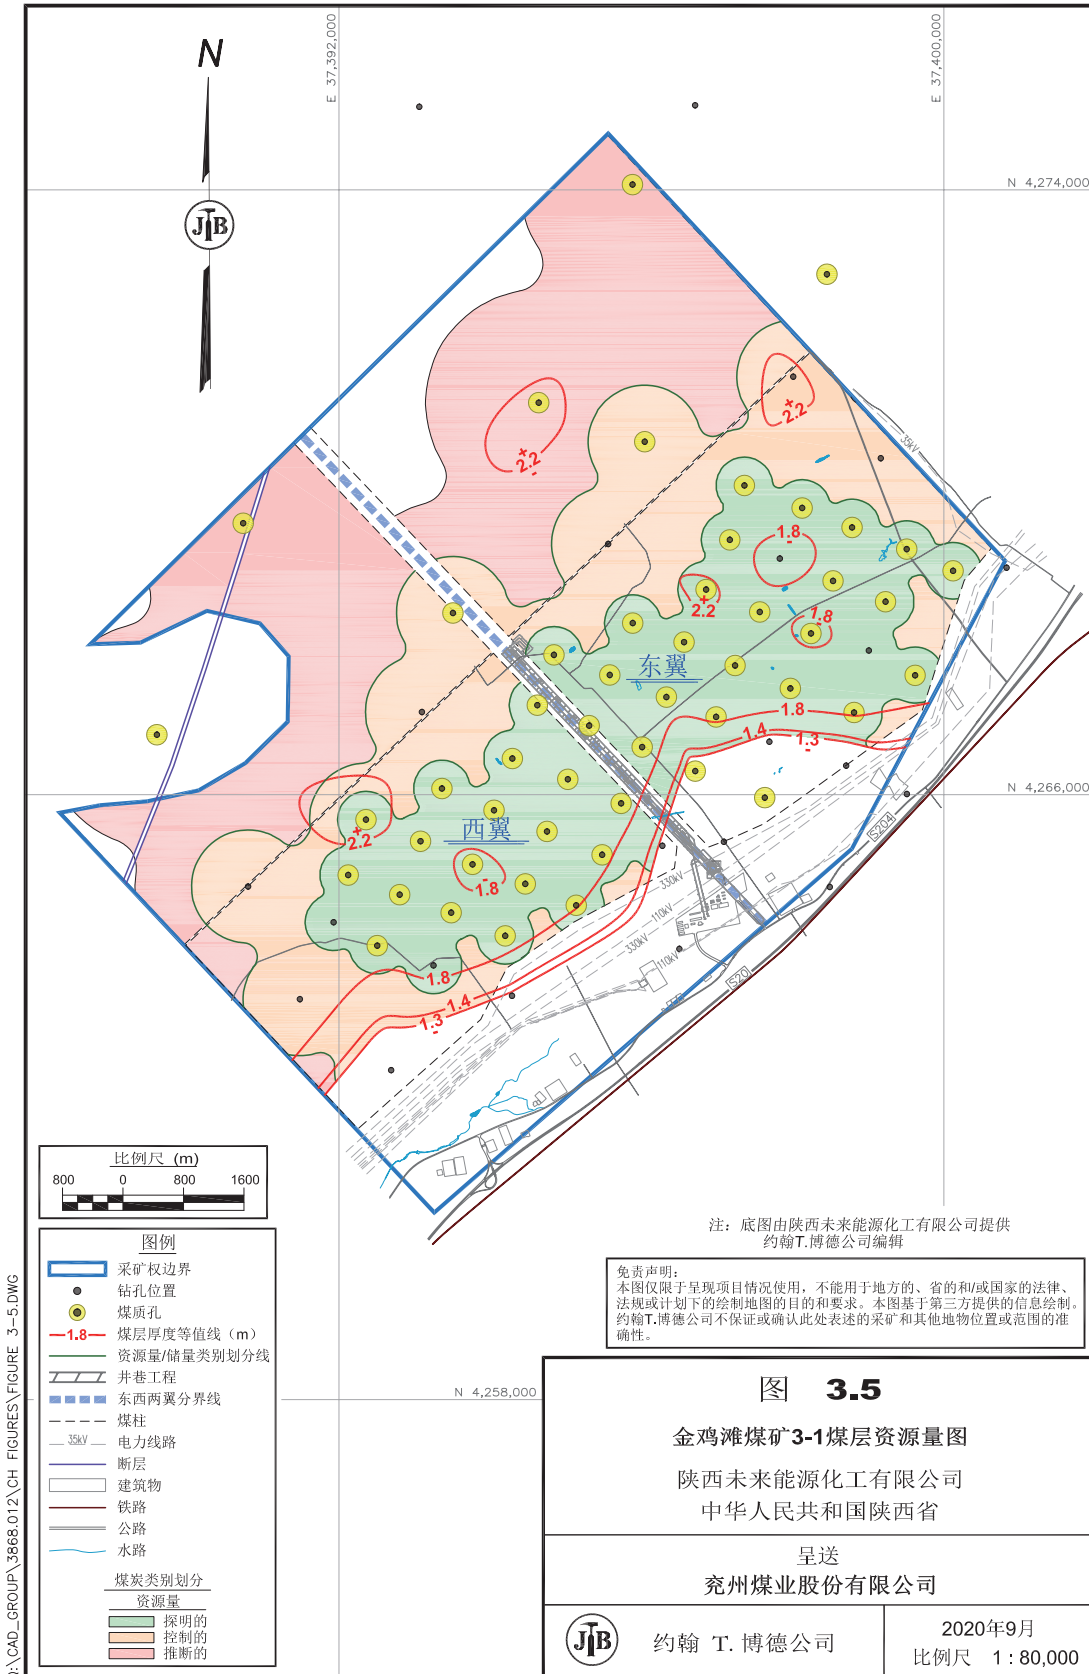 E 37,392,000
E 37,400,000
N
JTB
N 4,274,000
2.2
2.2
35kV
1.8
2.2
1.8
东翼
1.8
1.4
1.3
N 4,266,000
2.2
西翼
1.8
S204
330kV
110kV
330kV
110kV
S20
1.8
1.4
1.3
比例尺 (m)
800 0 800 1600
图例
采矿权边界
钻孔位置
煤质孔
1.8 煤层厚度等值线（m）
资源量/储量类别划分线
井巷工程
东西两翼分界线
煤柱
35kV 电力线路
断层
建筑物
铁路
公路
水路
煤炭类别划分
资源量
探明的
控制的
推断的
注：底图由陕西未来能源化工有限公司提供
约翰T.博德公司编辑
免责声明：
本图仅限于呈现项目情况使用，不能用于地方的、省的和/或国家的法律、
法规或计划下的绘制地图的目的和要求。本图基于第三方提供的信息绘制。
约翰T.博德公司不保证或确认此处表述的采矿和其他地物位置或范围的准
确性。
N 4,258,000
图 3.5
金鸡滩煤矿3-1煤层资源量图
陕西未来能源化工有限公司
中华人民共和国陕西省
呈送
兖州煤业股份有限公司
JTB
约翰 T. 博德公司
2020年9月
比例尺 1：80,000
:\CAD_GROUP\3868.012\CH FIGURES\FIGURE 3-5.DWG